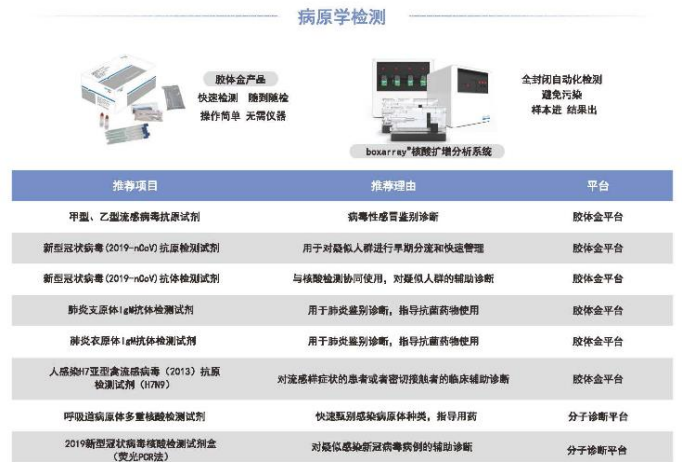 病原学检测
胶体金产品
快速检测 随到随检
操作简单 无需仪器
全封闭自动化检测
避免污染
样本进 结果出
boxarray®核酸扩增分析系统
推荐项目 推荐理由 平台
甲型、乙型流感病毒抗原试剂 病毒性感冒鉴别诊断 胶体金平台
新型冠状病毒(2019-nCoV)抗原检测试剂 用于对疑似人群进行早期分流和快速管理 胶体金平台
新型冠状病毒(2019-nCoV)抗体检测试剂 与核酸检测协同使用，对疑似人群的辅助诊断 胶体金平台
肺炎支原体IgM抗体检测试剂 用于肺炎鉴别诊断，指导抗菌药物使用 胶体金平台
肺炎衣原体IgM抗体检测试剂 用于肺炎鉴别诊断，指导抗菌药物使用 胶体金平台
人感染H7亚型禽流感病毒（2013）抗原
检测试剂（H7N9） 对流感样症状的患者或者密切接触者的临床辅助诊断 胶体金平台
呼吸道病原体多重核酸检测试剂 快速甄别感染病原体种类，指导用药 分子诊断平台
2019新型冠状病毒核酸检测试剂盒
（荧光PCR法） 对疑似感染新冠病毒病例的辅助诊断 分子诊断平台